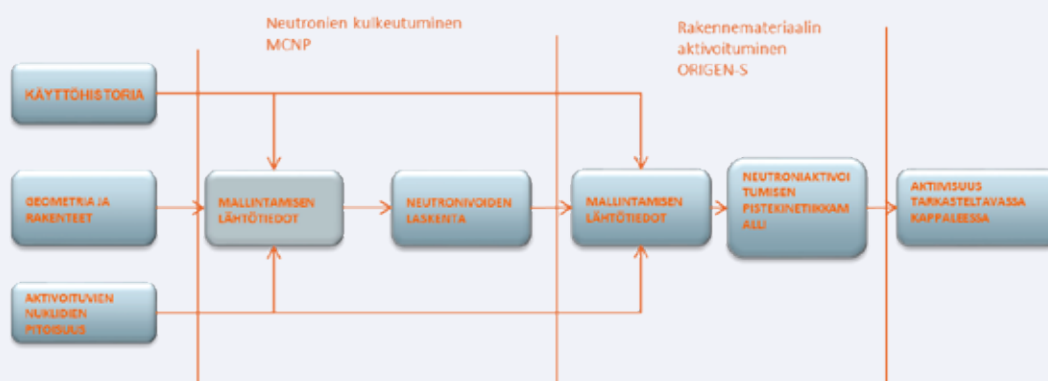 Neutronien kulkeutuminen
MCNP
Rakennemateriaalin
aktivoituminen
ORIGEN-S
KÄYTTÖHISTORIA
GEOMETRIA JA
RAKENTEET
MALLINTAMISEN
LÄHTÖTIEDOT
NEUTRONIVOIDEN
LASKENTA
MALLINTAMISEN
LÄHTÖTIEDOT
NEUTRONIAKTIVOI
TUMISEN
PISTEKINETIIKKAM
ALLI
AKTIIVISUUS
TARKASTELTAVASSA
KAPPALEESSA
AKTIVOITUVIEN
NUKLIDIEN
PITOISUUS